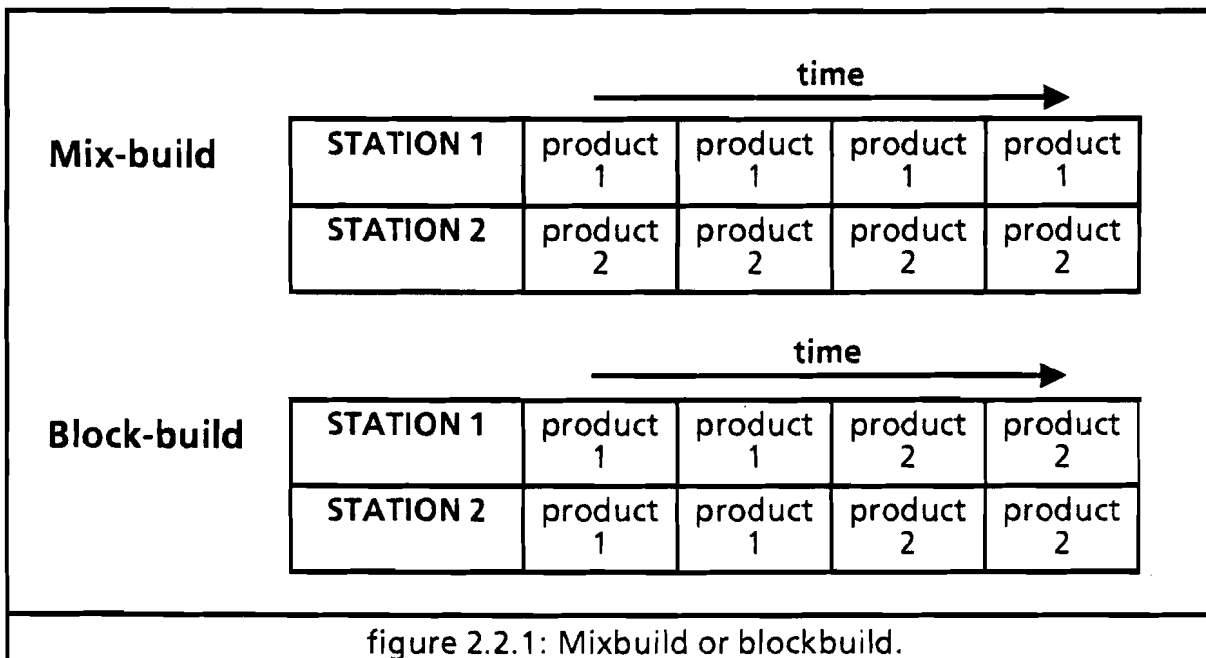 time
Mix-build
STATION 1 product 1 product 1 product 1 product 1
STATION 2 product 2 product 2 product 2 product 2
time
Block-build
STATION 1 product 1 product 1 product 2 product 2
STATION 2 product 1 product 1 product 2 product 2
figure 2.2.1: Mixbuild or blockbuild.